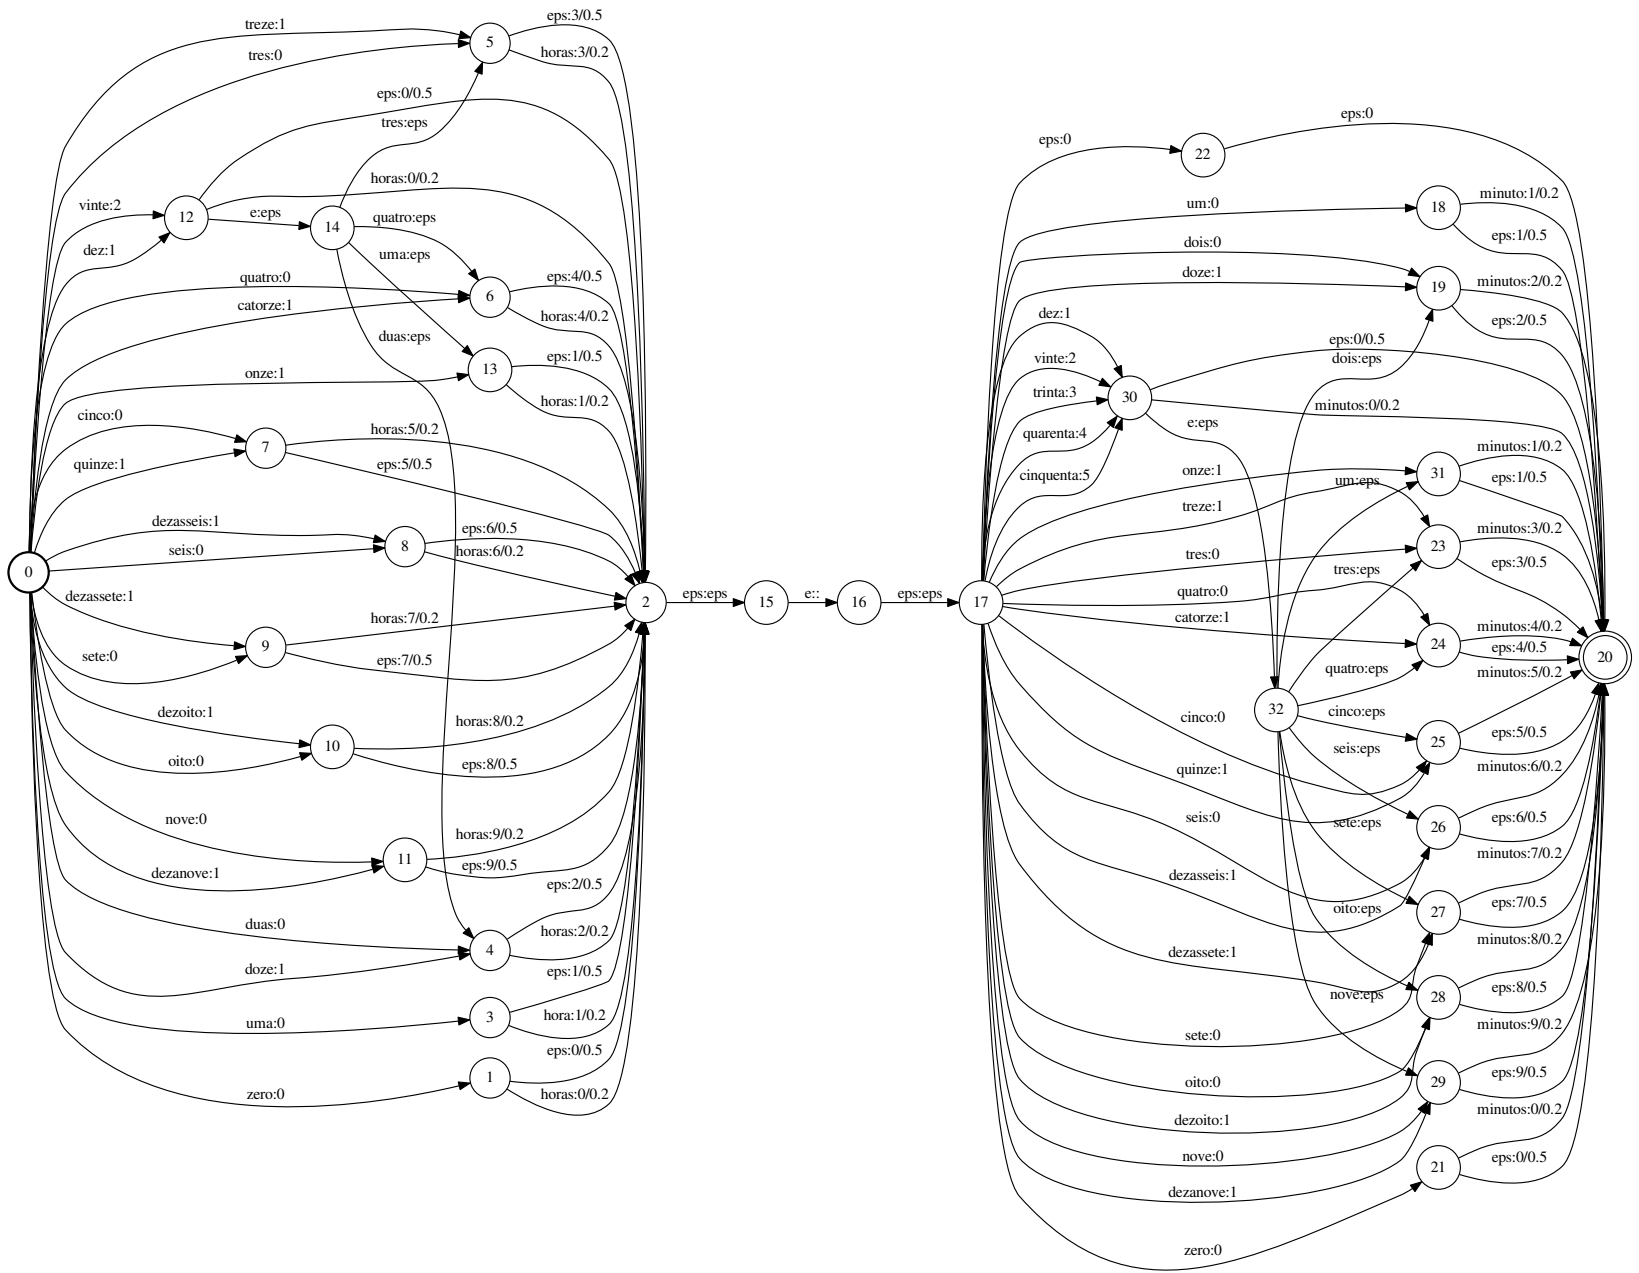 treze:1
tres:0
vinte:2
dez:1
quatro:0
catorze:1
onze:1
cinco:0
quinze:1
dezasseis:1
seis:0
0
dezassete:1
sete:0
dezoito:1
oito:0
nove:0
dezanove:1
duas:0
doze:1
uma:0
zero:0
12
e:eps
14
eps:0/0.5
tres:eps
horas:0/0.2
quatro:eps
uma:eps
duas:eps
5
eps:3/0.5
horas:3/0.2
6
eps:4/0.5
horas:4/0.2
13
eps:1/0.5
horas:1/0.2
7
horas:5/0.2
eps:5/0.5
8
eps:6/0.5
horas:6/0.2
9
horas:7/0.2
eps:7/0.5
10
horas:8/0.2
eps:8/0.5
11
horas:9/0.2
eps:9/0.5
4
eps:2/0.5
horas:2/0.2
3
eps:1/0.5
hora:1/0.2
1
eps:0/0.5
horas:0/0.2
2
eps:eps
15
e::
16
eps:eps
17
eps:0
22
eps:0
um:0
18
minuto:1/0.2
eps:1/0.5
dois:0
doze:1
19
minutos:2/0.2
eps:2/0.5
dez:1
vinte:2
trinta:3
quarenta:4
cinquenta:5
30
eps:0/0.5
dois:eps
minutos:0/0.2
e:eps
onze:1
um:eps
31
minutos:1/0.2
eps:1/0.5
treze:1
tres:0
tres:eps
23
minutos:3/0.2
eps:3/0.5
quatro:0
catorze:1
24
minutos:4/0.2
eps:4/0.5
20
32
quatro:eps
cinco:eps
seis:eps
cinco:0
quinze:1
25
minutos:5/0.2
eps:5/0.5
seis:0
dezasseis:1
sete:eps
26
minutos:6/0.2
eps:6/0.5
oito:eps
dezassete:1
sete:0
27
minutos:7/0.2
eps:7/0.5
nove:eps
oito:0
dezoito:1
28
minutos:8/0.2
eps:8/0.5
nove:0
dezanove:1
29
minutos:9/0.2
eps:9/0.5
zero:0
21
minutos:0/0.2
eps:0/0.5